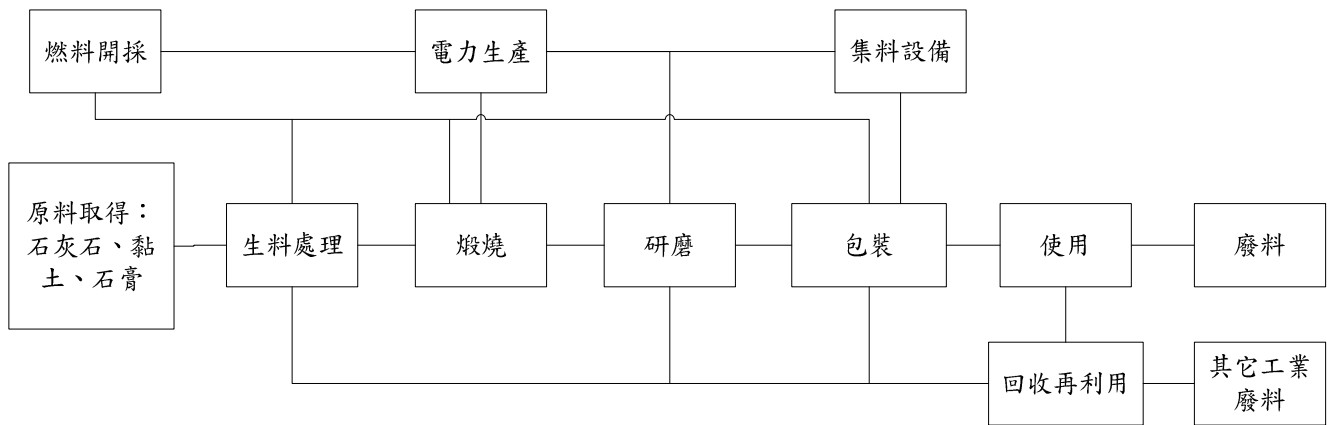 燃料開採
電力生產
集料設備
原料取得：
石灰石、黏
土、石膏
生料處理
煅燒
研磨
包裝
使用
廢料
回收再利用
其它工業
廢料